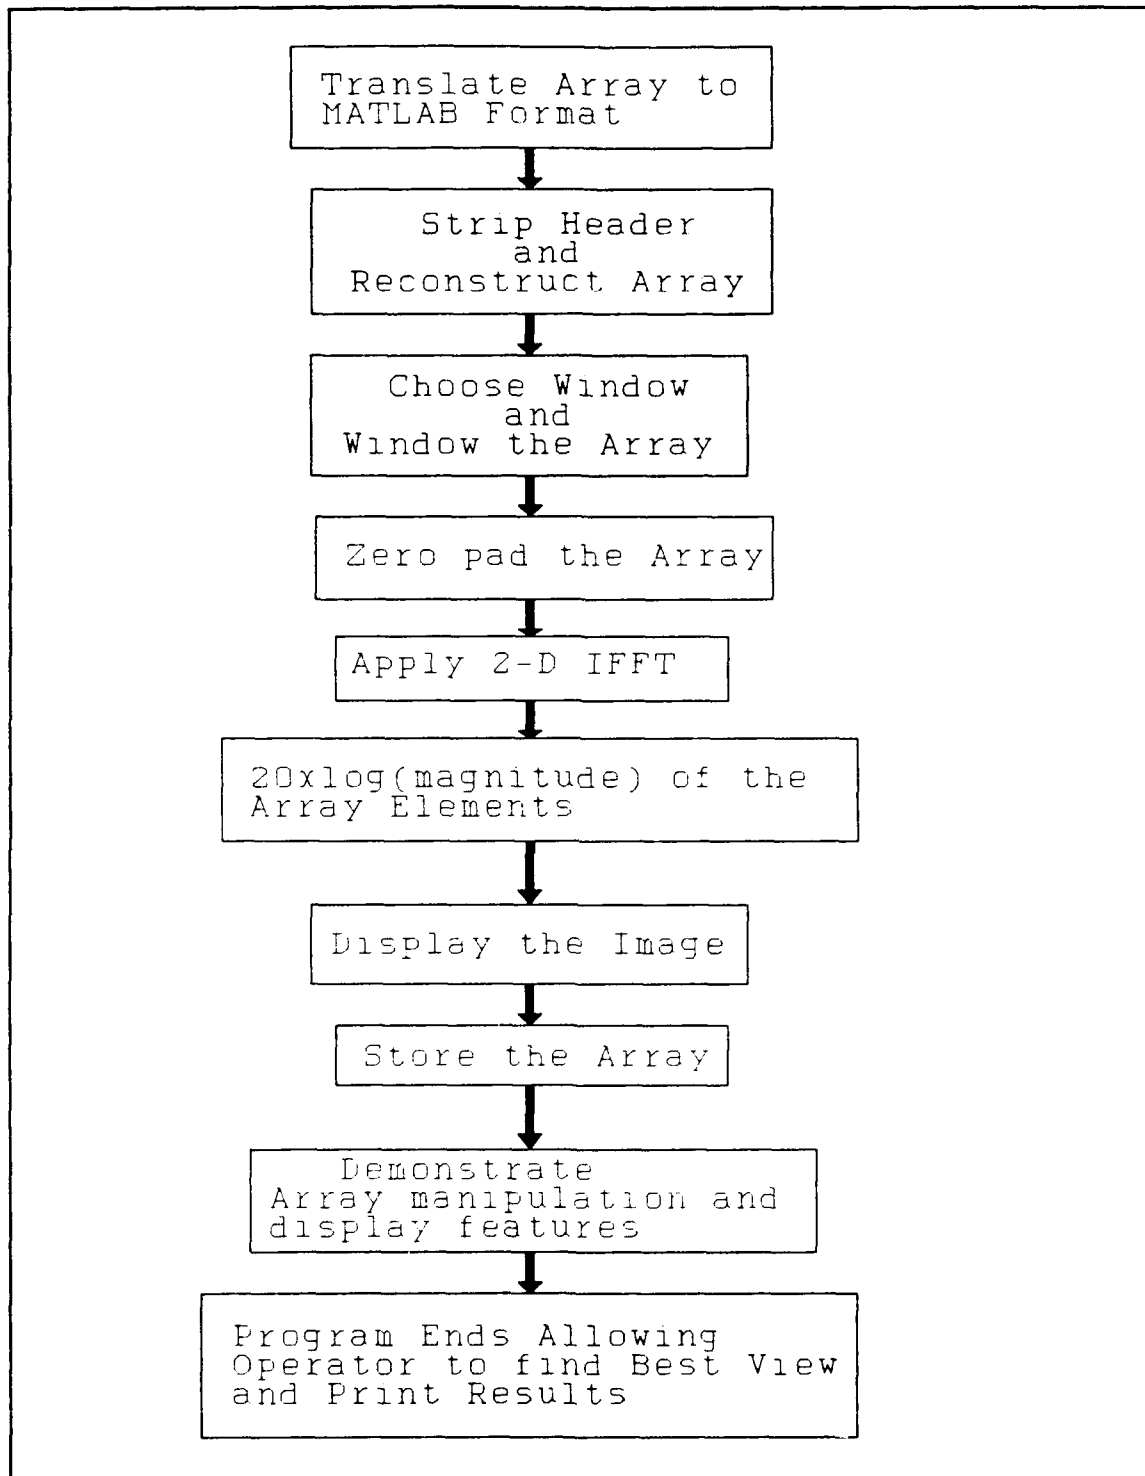 Translate Array to
MATLAB Format
Strip Header
and
Reconstruct Array
Choose Window
and
Window the Array
Zero pad the Array
Apply 2-D IFFT
20xlog(magnitude) of the
Array Elements
Display the Image
Store the Array
Demonstrate
Array manipulation and
display features
Program Ends Allowing
Operator to find Best View
and Print Results